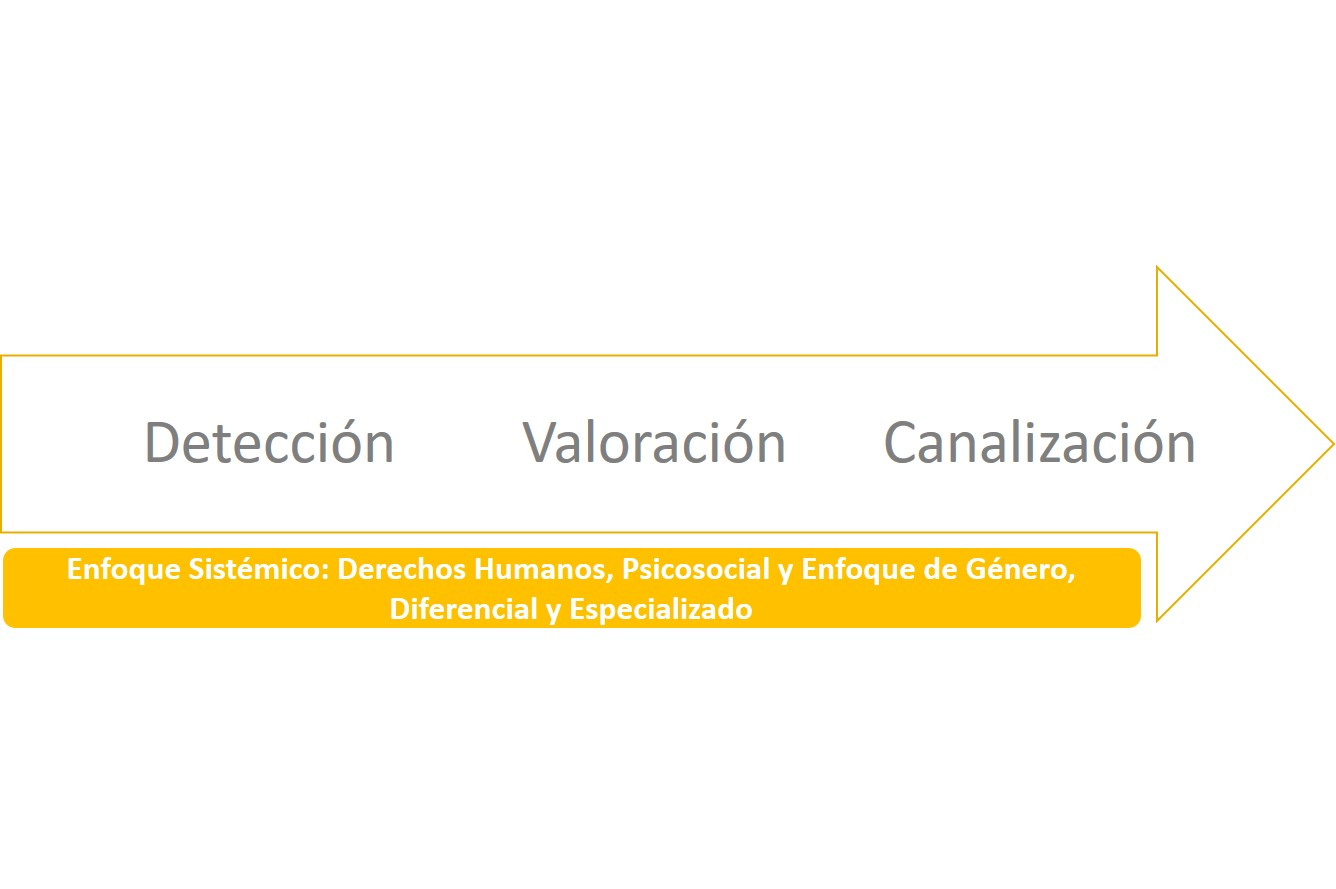 Detección Valoración Canalización
Enfoque Sistémico: Derechos Humanos, Psicosocial y Enfoque de Género,
Diferencial y Especializado